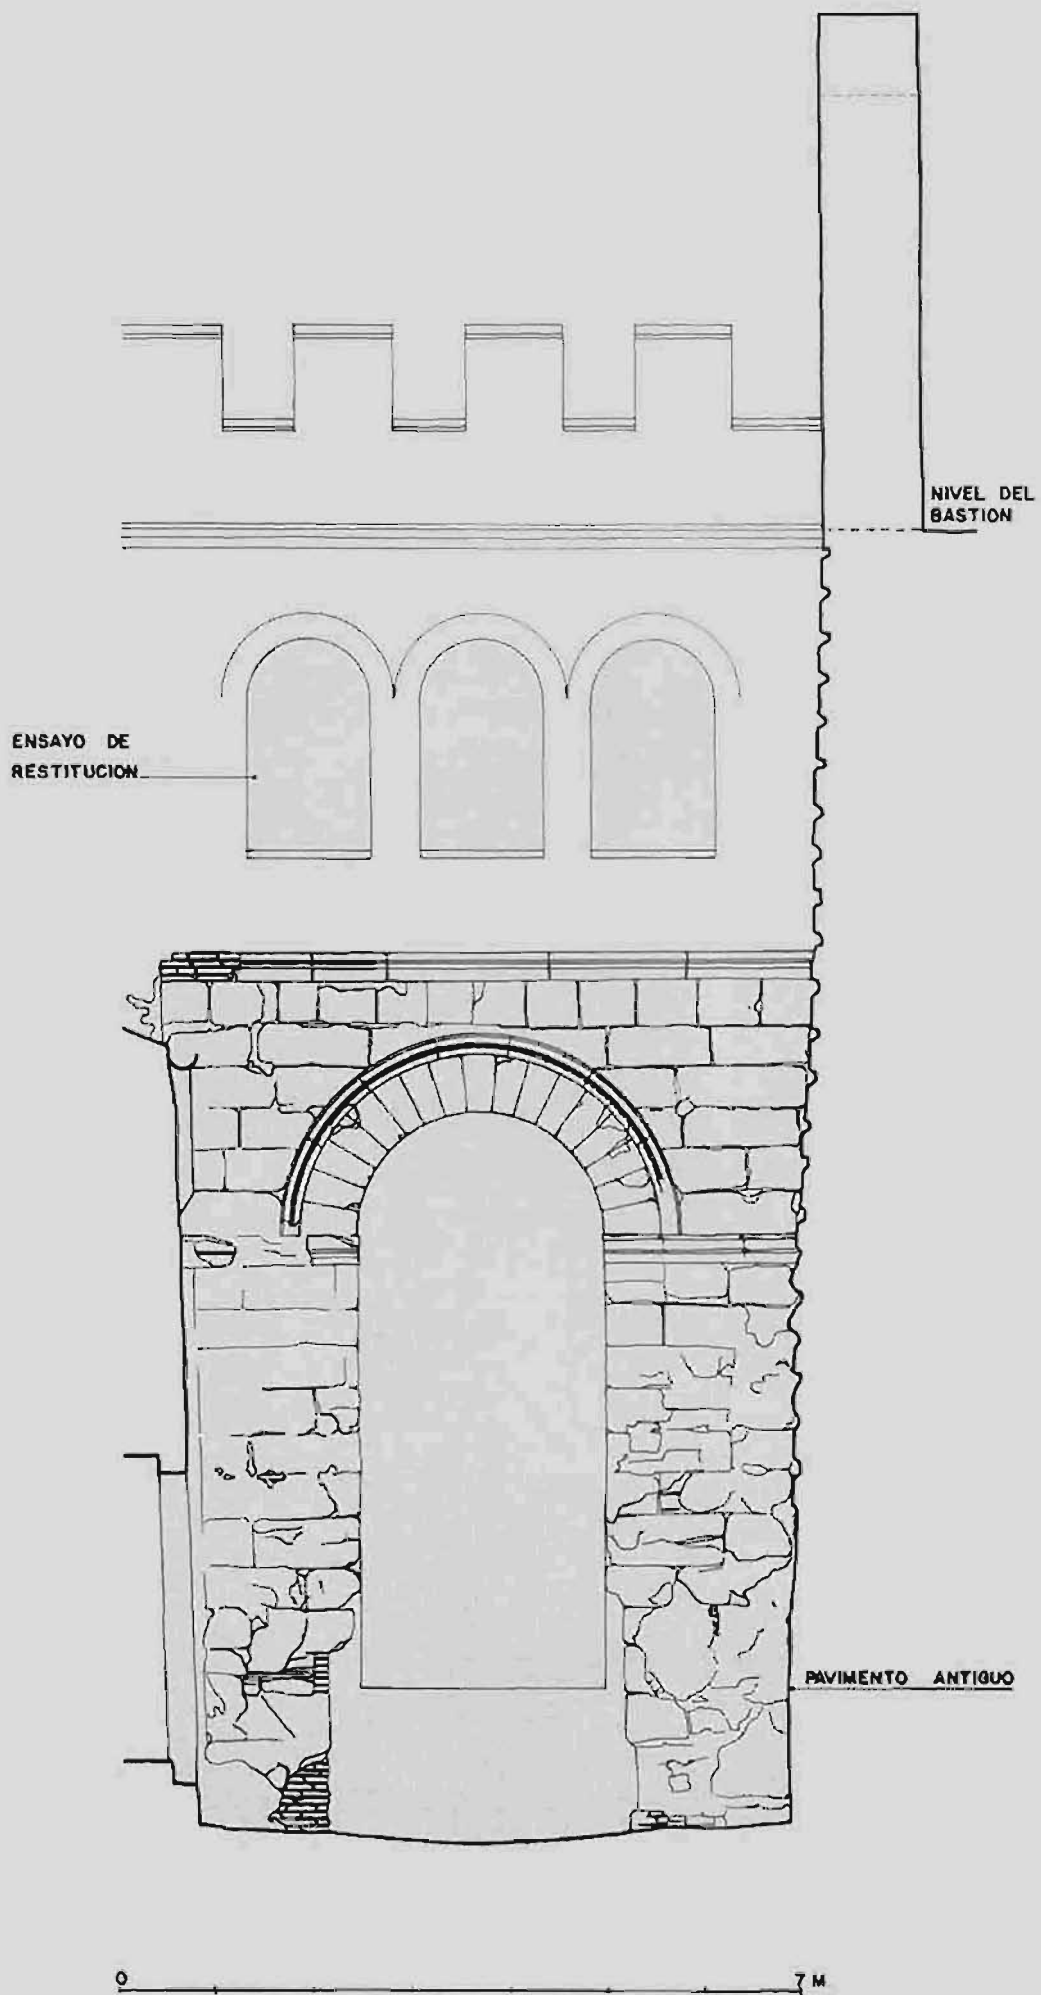 NIVEL DEL
BASTION
ENSAYO DE
RESTITUCION
PAVIMENTO ANTIGUO
0 7 M